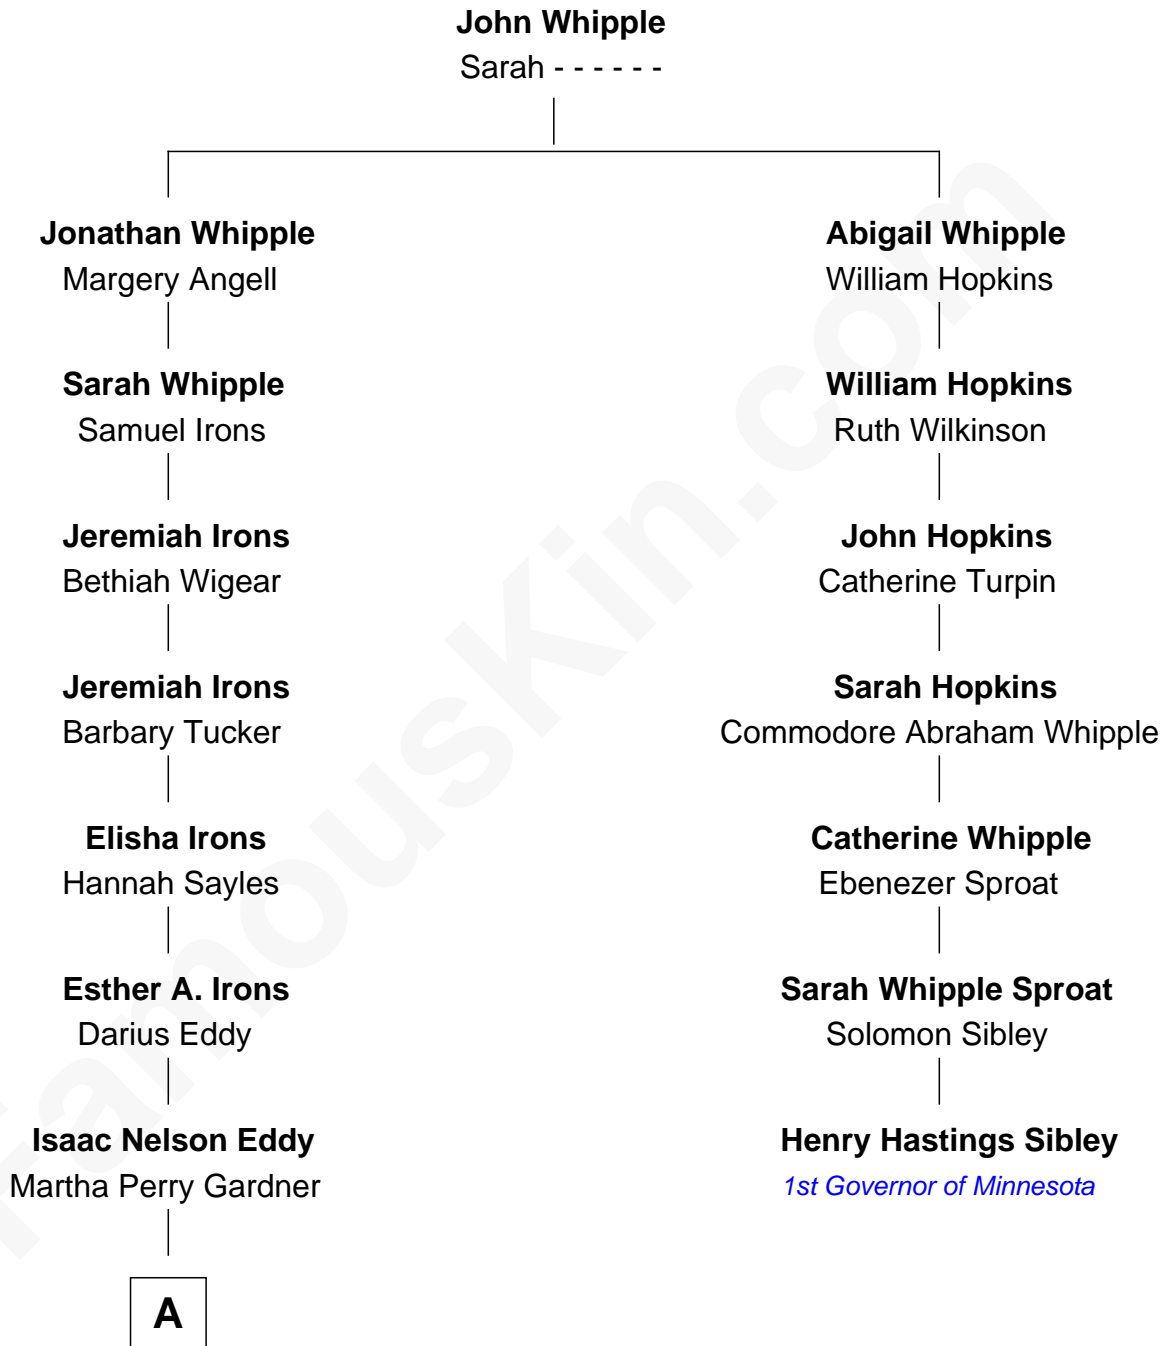 John Whipple
Sarah - - - - - -
Jonathan Whipple
Margery Angell
Sarah Whipple
Samuel Irons
Jeremiah Irons
Bethiah Wigear
Jeremiah Irons
Barbary Tucker
Elisha Irons
Hannah Sayles
Esther A. Irons
Darius Eddy
Isaac Nelson Eddy
Martha Perry Gardner
A
Abigail Whipple
William Hopkins
William Hopkins
Ruth Wilkinson
John Hopkins
Catherine Turpin
Sarah Hopkins
Commodore Abraham Whipple
Catherine Whipple
Ebenezer Sproat
Sarah Whipple Sproat
Solomon Sibley
Henry Hastings Sibley
1st Governor of Minnesota
FamousKin.com